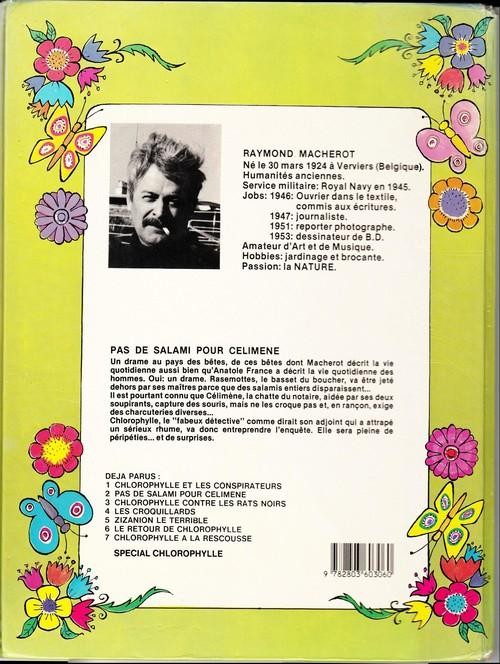 RAYMOND MACHEROT
Né le 30 mars 1924 à Verviers (Belgique).
Humanités anciennes.
Service militaire: Royal Navy en 1945.
Jobs: 1946: Ouvrier dans le textile,
commis aux écritures.
1947: journaliste.
1951: reporter photographe.
1953: dessinateur de B.D.
Amateur d'Art et de Musique.
Hobbies: jardinage et brocante.
Passion: la NATURE.
PAS DE SALAMI POUR CELIMENE
Un drame au pays des bêtes, de ces bêtes dont Macherot décrit la vie
quotidienne aussi bien qu'Anatole France a décrit la vie quotidienne des
hommes. Oui: un drame. Rasemottes, le basset du boucher, va être jeté
dehors par ses maîtres parce que des salamis entiers disparaissent...
Il est pourtant connu que Célimène, la chatte du notaire, aidée par ses deux
soupirants, capture des souris, mais ne les croque pas et, en rançon, exige
des charcuteries diverses...
Chlorophylle, le "fabeux détective" comme dirait son adjoint qui a attrapé
un sérieux rhume, va donc entreprendre l'enquête. Elle sera pleine de
péripéties... et de surprises.
DEJA PARUS :
1 CHLOROPHYLLE ET LES CONSPIRATEURS
2 PAS DE SALAMI POUR CELIMENE
3 CHLOROPHYLLE CONTRE LES RATS NOIRS
4 LES CROQUILLARDS
5 ZIZANION LE TERRIBLE
6 LE RETOUR DE CHLOROPHYLLE
7 CHLOROPHYLLE A LA RESCOUSSE
SPECIAL CHLOROPHYLLE
9 782803 603060